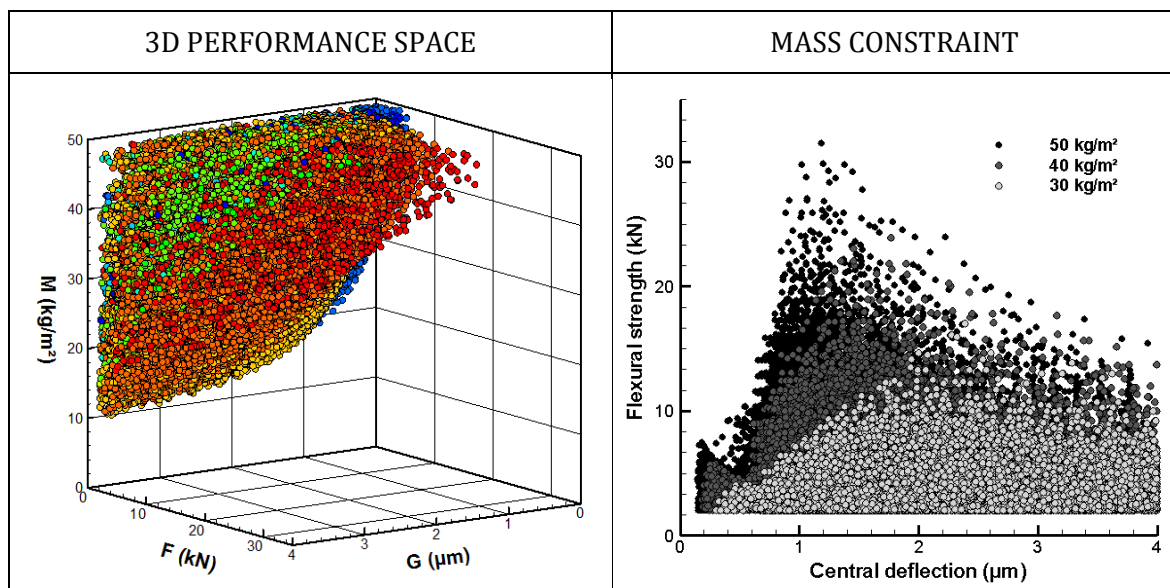 3D PERFORMANCE SPACE
MASS CONSTRAINT
50
40
30
20
10
0
M (kg/m²)
0
10
20
30
F (kN)
4
3
2
1
0
G (µm)
30
20
10
0
Flexural strength (kN)
50 kg/m²
40 kg/m²
30 kg/m²
0
1
2
3
4
Central deflection (µm)